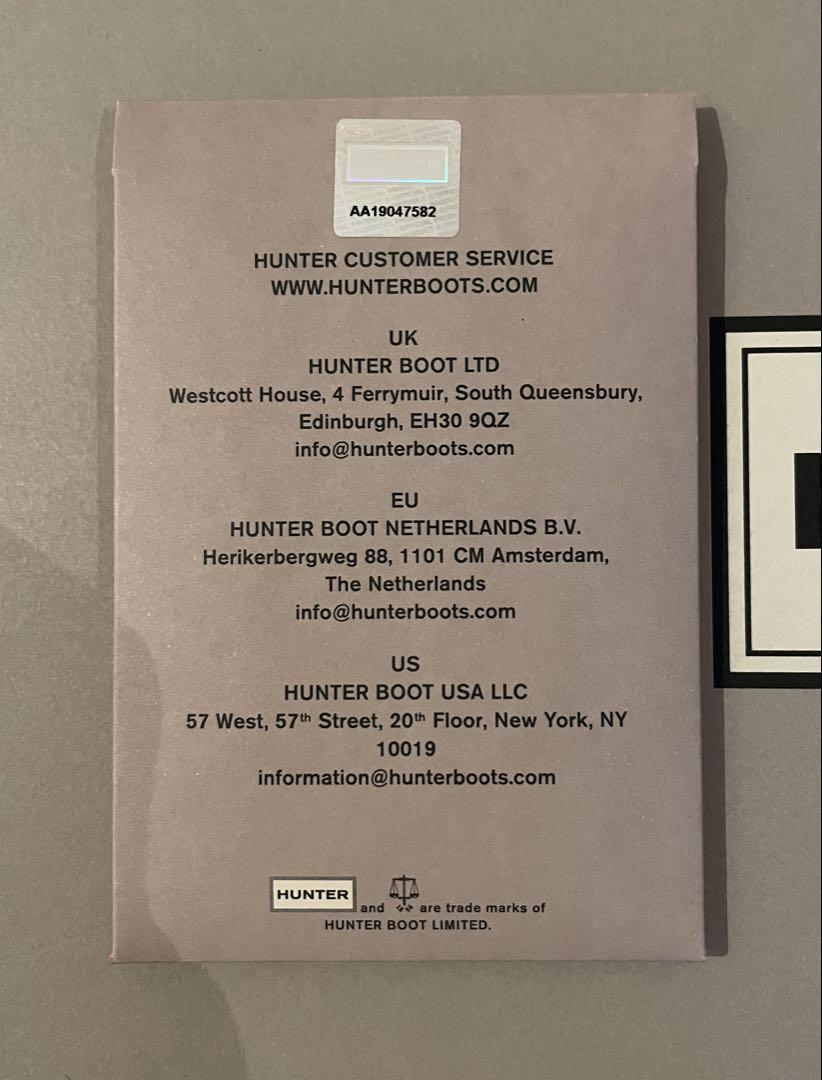 AA19047582
HUNTER CUSTOMER SERVICE
WWW.HUNTERBOOTS.COM
UK
HUNTER BOOT LTD
Westcott House, 4 Ferrymuir, South Queensbury,
Edinburgh, EH30 9QZ
info@hunterboots.com
EU
HUNTER BOOT NETHERLANDS B.V.
Herikerbergweg 88, 1101 CM Amsterdam,
The Netherlands
info@hunterboots.com
US
HUNTER BOOT USA LLC
57 West, 57th Street, 20th Floor, New York, NY
10019
information@hunterboots.com
HUNTER and are trade marks of
HUNTER BOOT LIMITED.